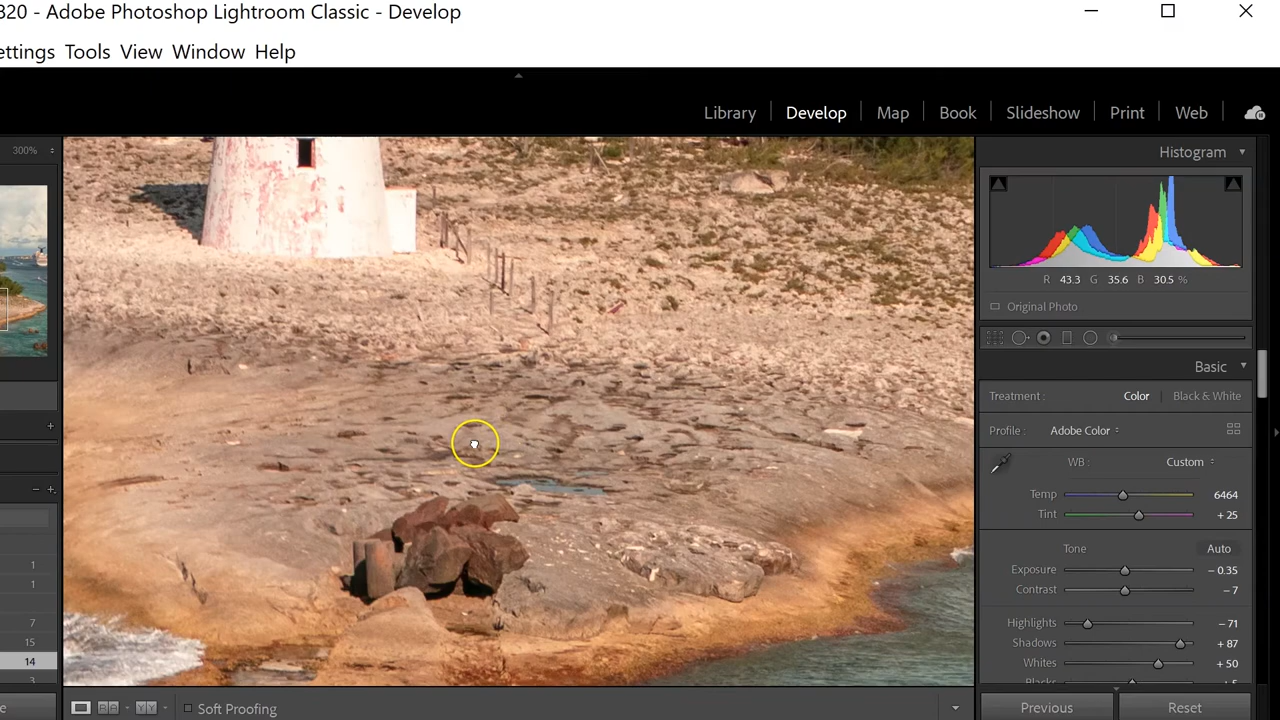 320 - Adobe Photoshop Lightroom Classic - Develop
ettings Tools View Window Help
Library Develop Map Book Slideshow Print Web
300%
Histogram
R 43.3 G 35.6 B 30.5 %
Original Photo
Basic
Treatment : Color Black & White
Profile : Adobe Color
WB : Custom
Temp 6464
Tint + 25
Tone Auto
Exposure − 0.35
Contrast − 7
Highlights − 71
Shadows + 87
Whites + 50
Blacks + 5
1
1
7
15
14
3
Soft Proofing
Previous Reset